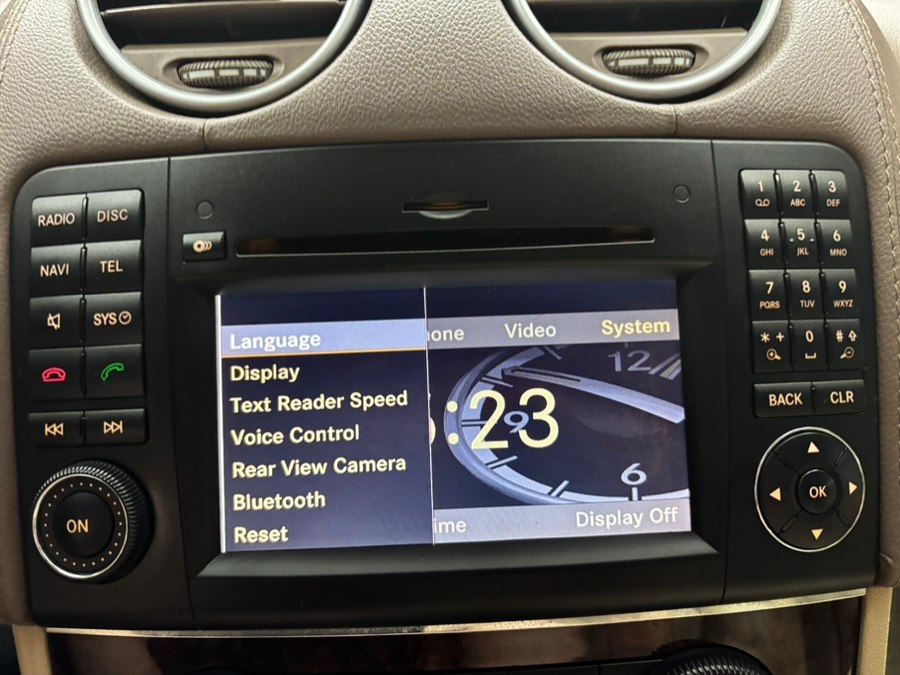 RADIO DISC
NAVI TEL
SYS
ON
1 2 ABC 3 DEF
4 GHI 5 JKL 6 MNO
7 PQRS 8 TUV 9 WXYZ
* + 0 #
BACK CLR
OK
Video System
Language
Display
Text Reader Speed
Voice Control
Rear View Camera
Bluetooth
Reset
:23
12
9
6
Display Off